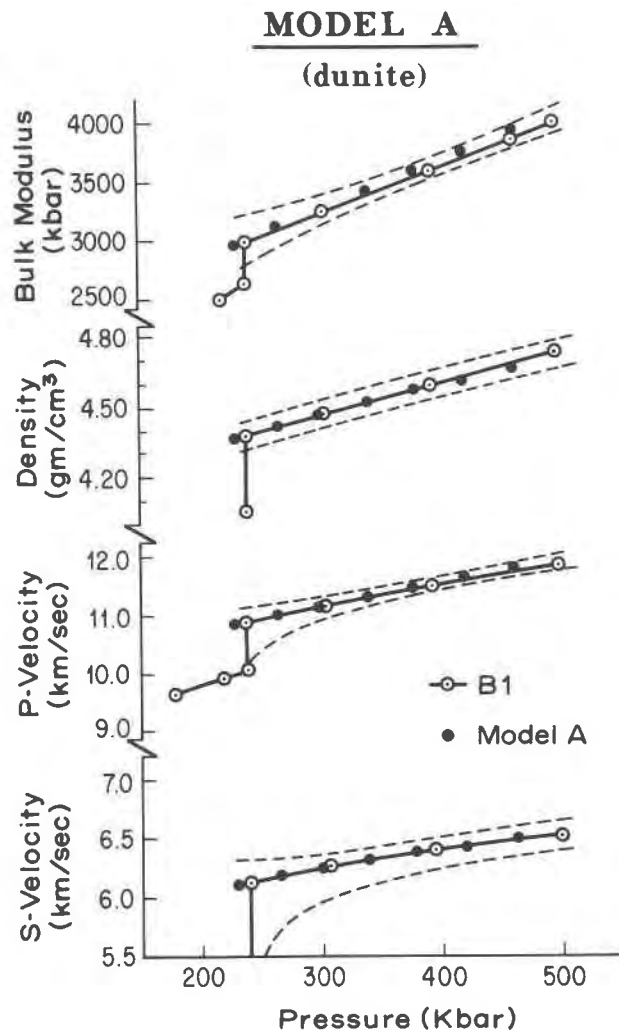 MODEL A
(dunite)
Bulk Modulus
(kbar)
4000
3500
3000
2500
Density
(gm/cm³)
4.80
4.50
4.20
P-Velocity
(km/sec)
12.0
11.0
10.0
9.0
B1
Model A
S-Velocity
(km/sec)
7.0
6.5
6.0
5.5
200 300 400 500
Pressure (Kbar)